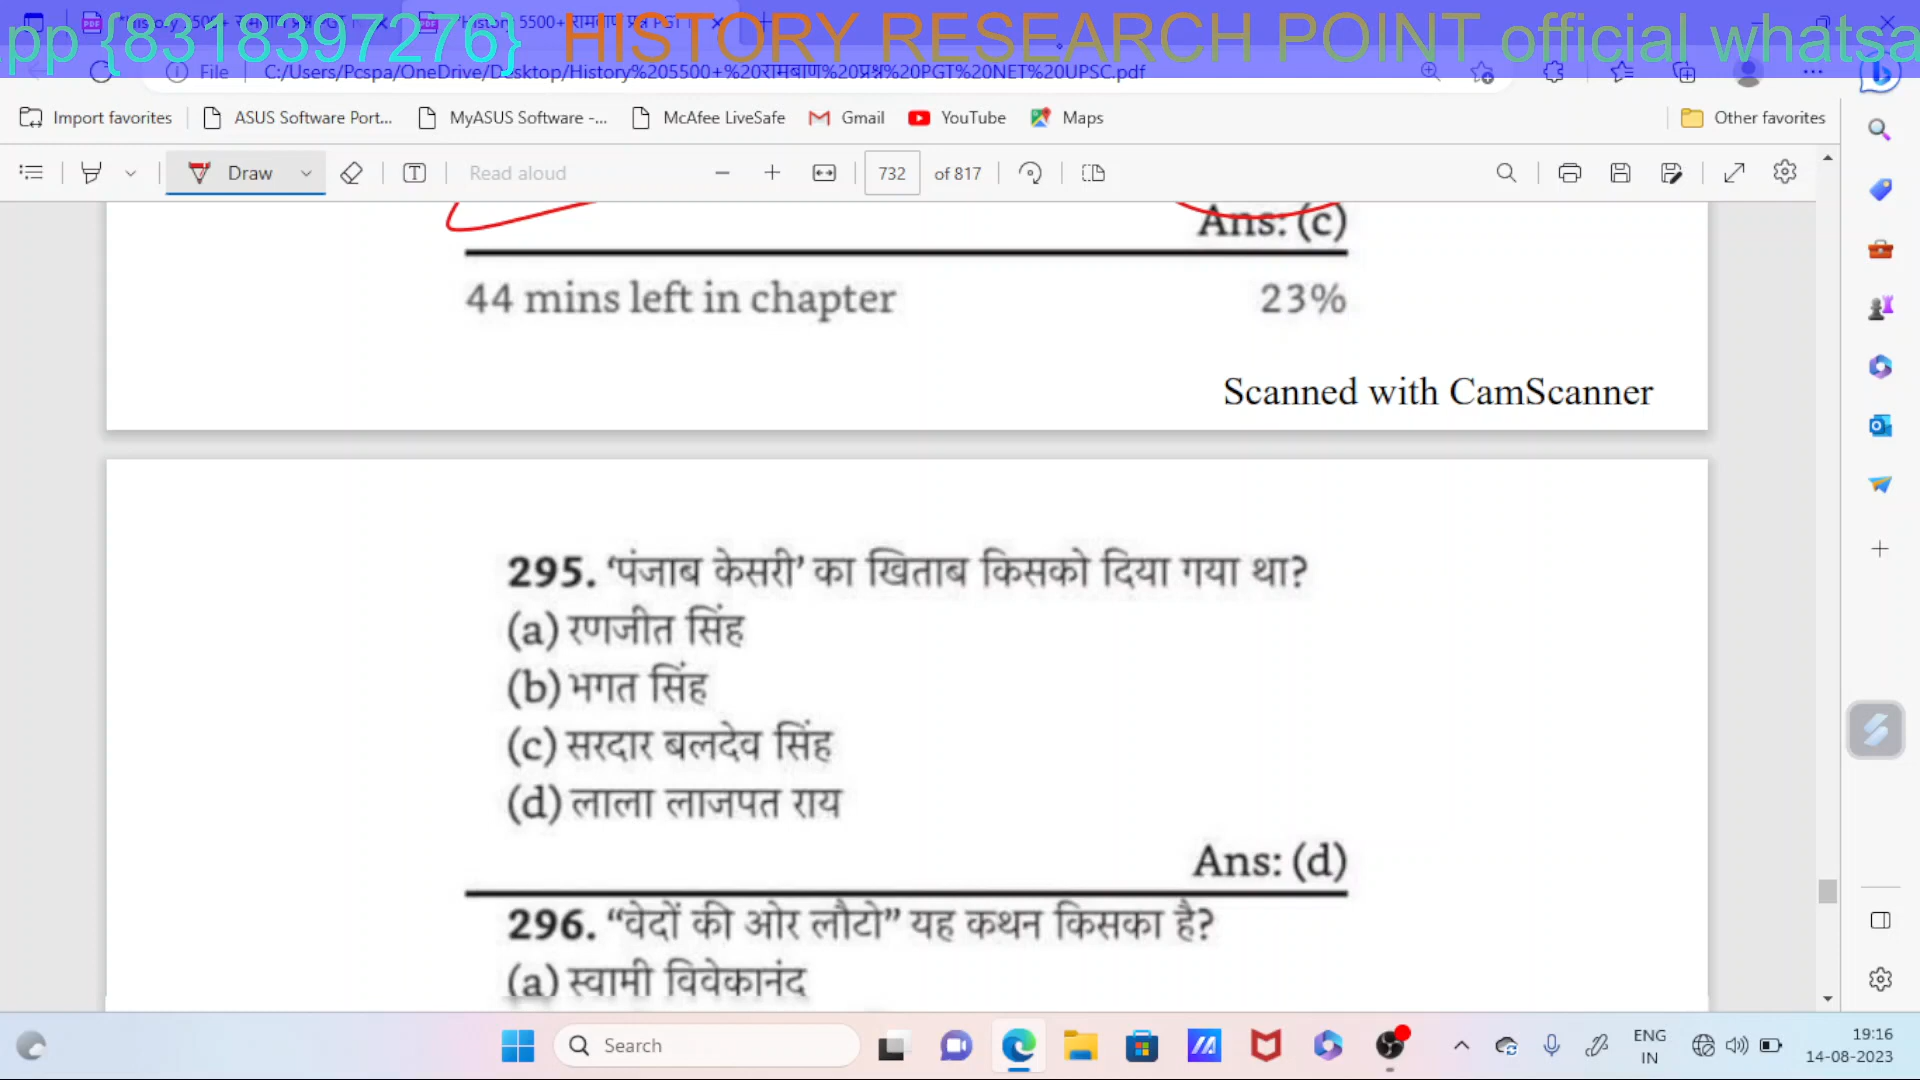 pp {8318397276} HISTORY RESEARCH POINT official whatsa
File C:/Users/Pcspa/OneDrive/Desktop/History%205500+%20रामबाण%20प्रश्न%20PGT%20NET%20UPSC.pdf
Import favorites ASUS Software Port... MyASUS Software -... McAfee LiveSafe Gmail YouTube Maps Other favorites
Draw Read aloud 732 of 817
Ans: (c)
44 mins left in chapter 23%
Scanned with CamScanner
295. ‘पंजाब केसरी’ का खिताब किसको दिया गया था?
(a) रणजीत सिंह
(b) भगत सिंह
(c) सरदार बलदेव सिंह
(d) लाला लाजपत राय
Ans: (d)
296. “वेदों की ओर लौटो” यह कथन किसका है?
(a) स्वामी विवेकानंद
Search ENG 19:16
IN 14-08-2023